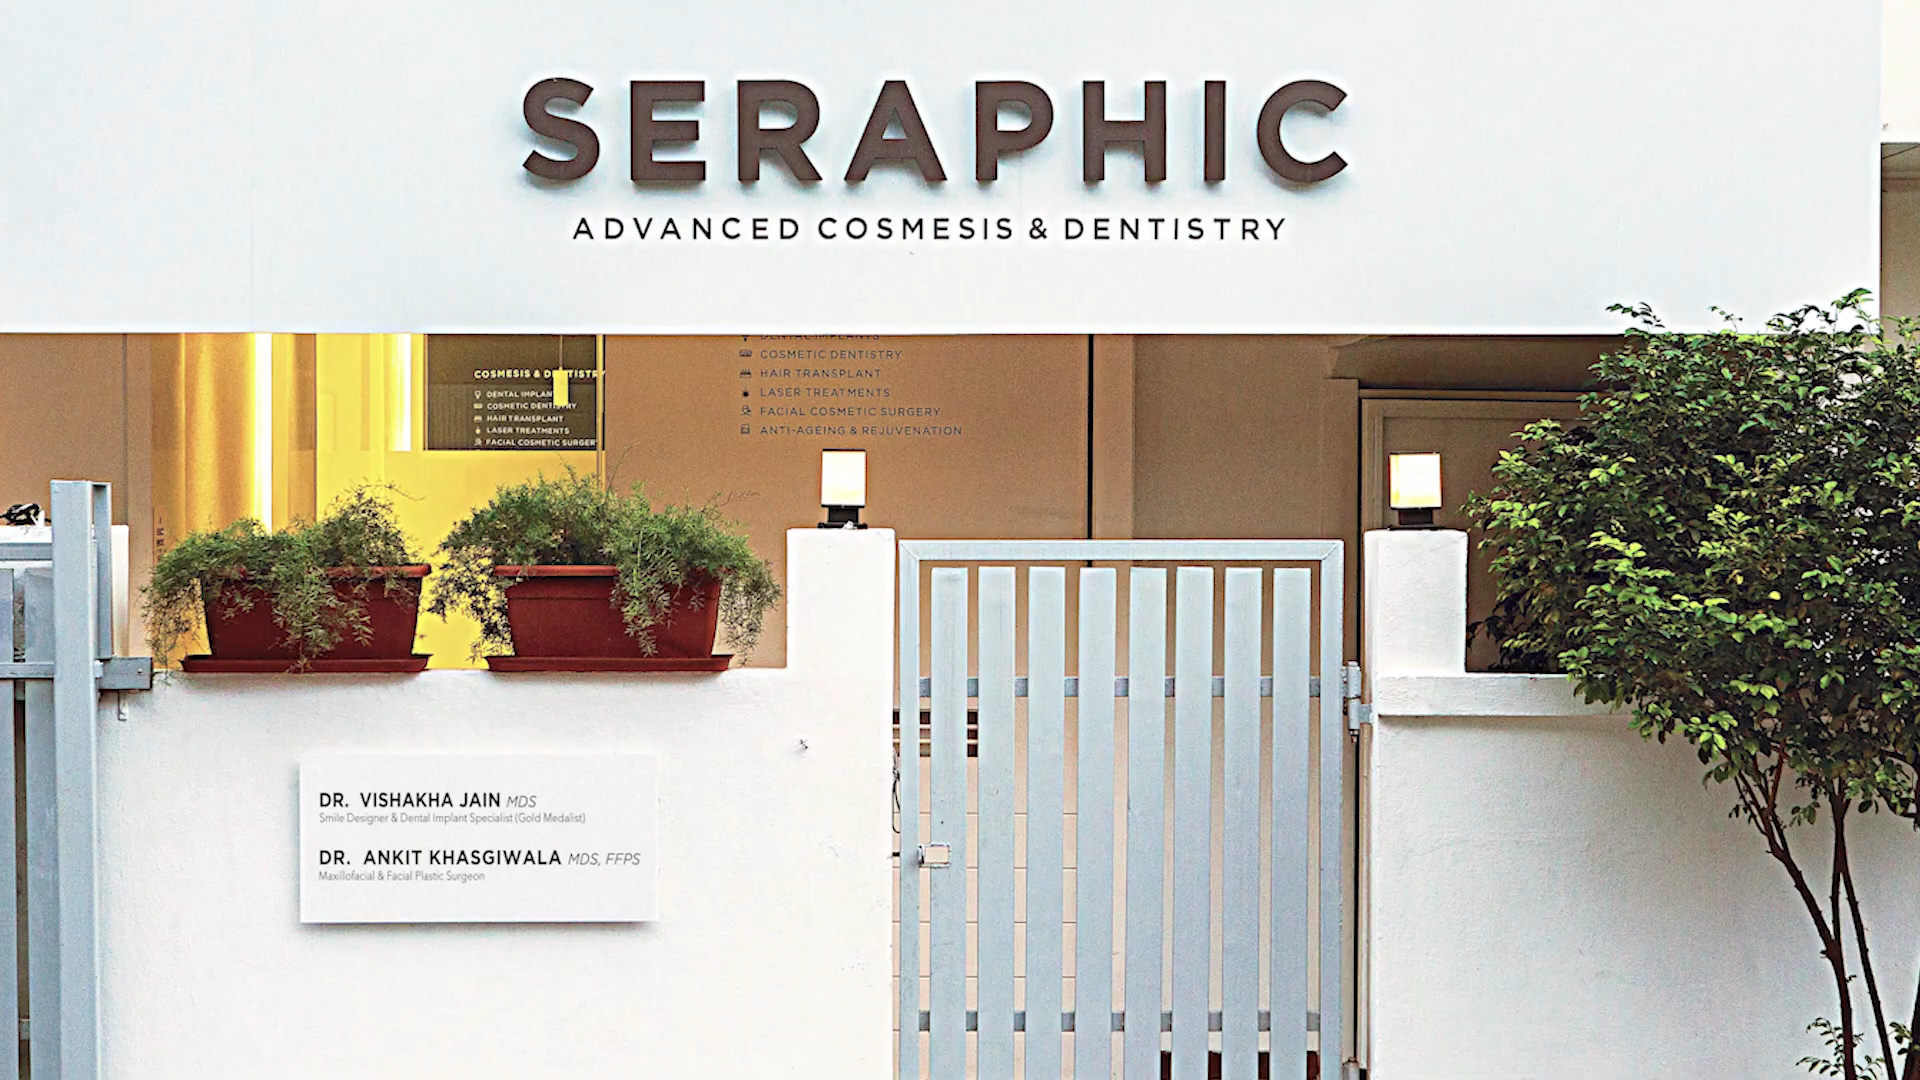 SERAPHIC
ADVANCED COSMESIS & DENTISTRY
DENTAL IMPLANTS
COSMETIC DENTISTRY
HAIR TRANSPLANT
LASER TREATMENTS
FACIAL COSMETIC SURGERY
ANTI-AGEING & REJUVENATION
COSMESIS & DENTISTRY
DENTAL IMPLANT
COSMETIC DENTISTRY
HAIR TRANSPLANT
LASER TREATMENTS
FACIAL COSMETIC SURGERY
DR. VISHAKHA JAIN MDS
Smile Designer & Dental Implant Specialist (Gold Medalist)
DR. ANKIT KHASGIWALA MDS, FFPS
Maxillofacial & Facial Plastic Surgeon